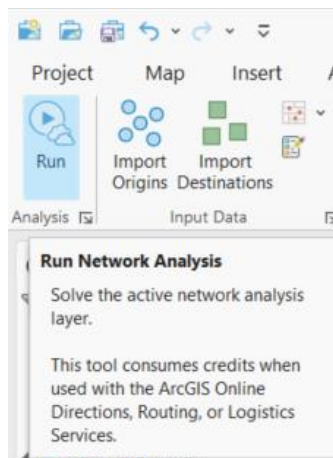 Project Map Insert
Run
Import Origins
Import Destinations
Analysis
Input Data
Run Network Analysis
Solve the active network analysis
layer.
This tool consumes credits when
used with the ArcGIS Online
Directions, Routing, or Logistics
Services.